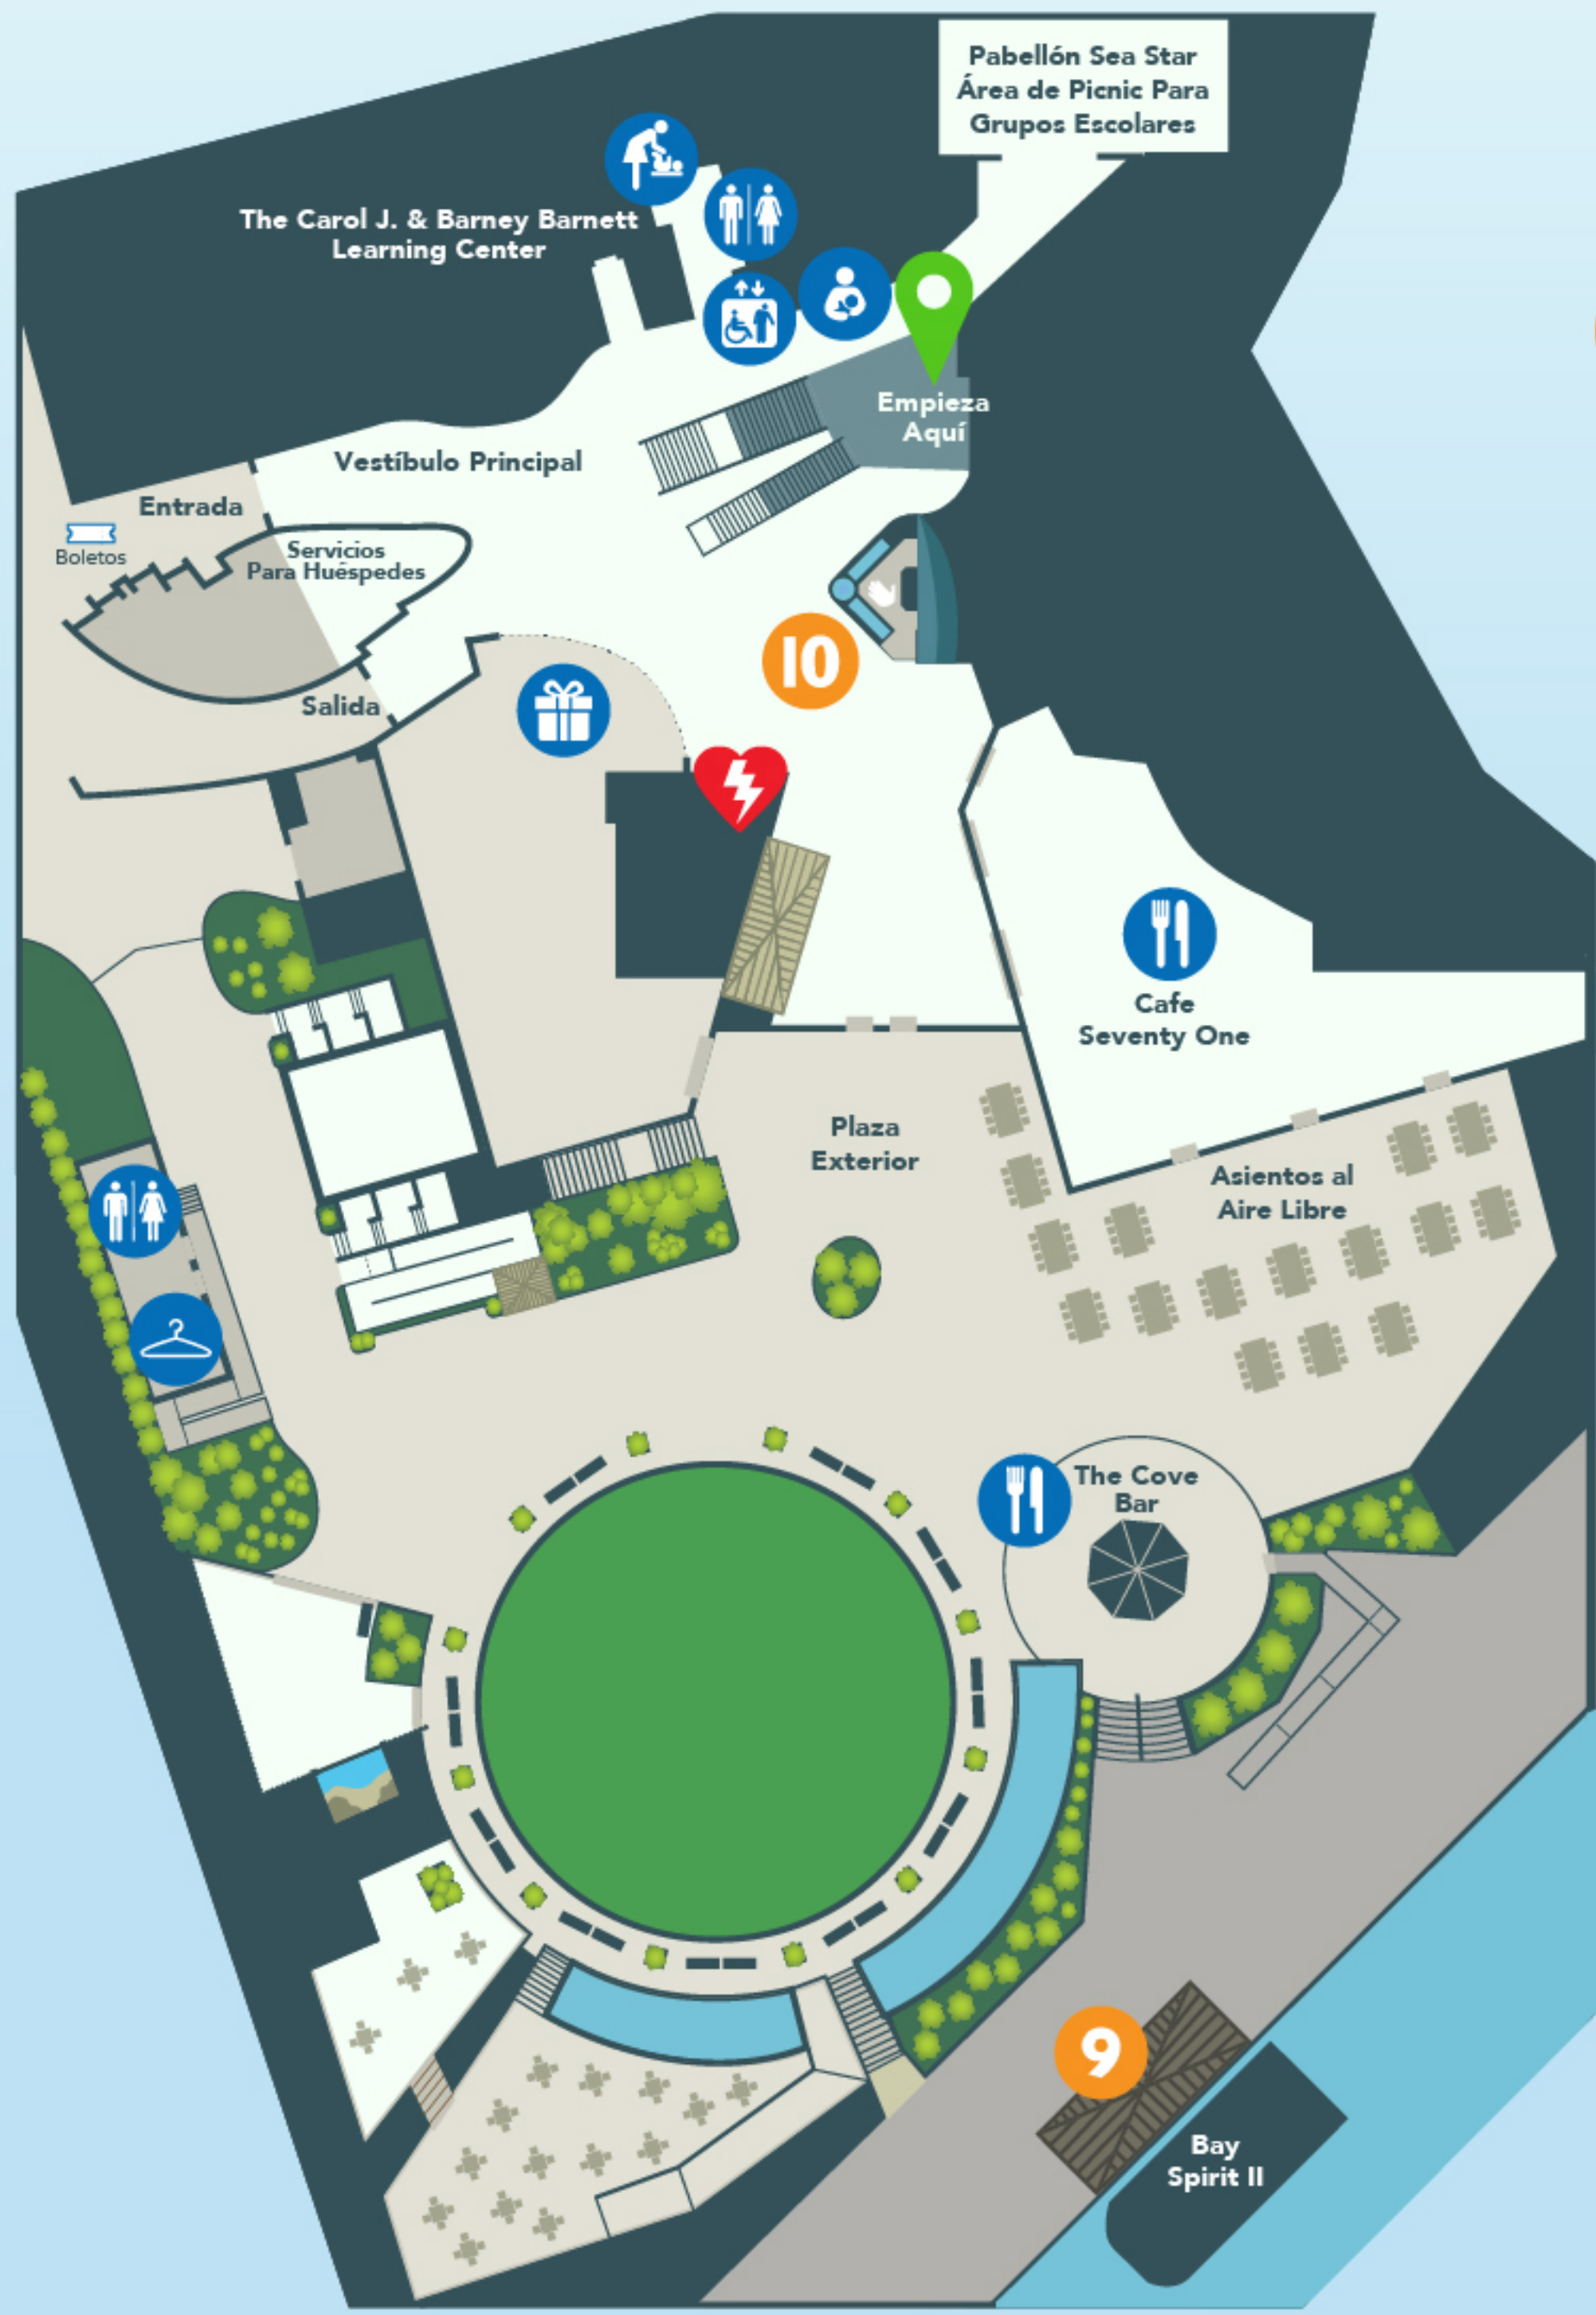 Pabellón Sea Star
Área de Picnic Para
Grupos Escolares
The Carol J. & Barney Barnett
Learning Center
Empieza
Aquí
Vestíbulo Principal
Entrada
Boletos
Servicios
Para Huéspedes
10
Salida
Cafe
Seventy One
Plaza
Exterior
Asientos al
Aire Libre
The Cove
Bar
9
Bay
Spirit II